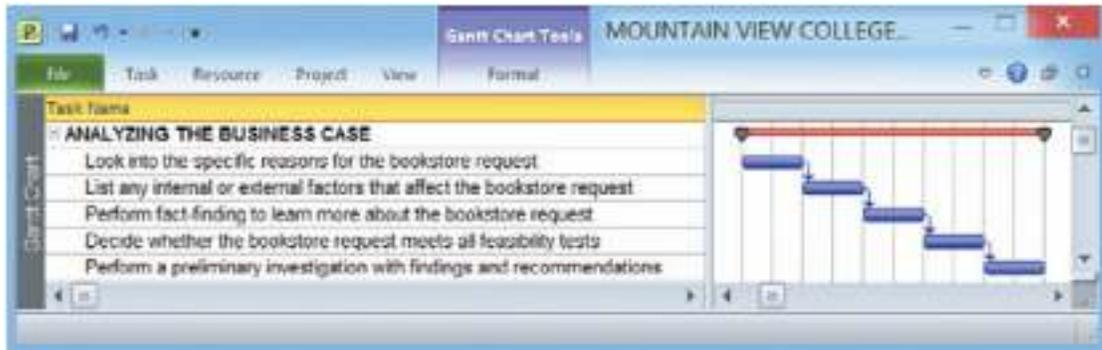 P Gantt Chart Tools MOUNTAIN VIEW COLLEGE...
File Task Resource Project View Format
Task Name
ANALYZING THE BUSINESS CASE
Look into the specific reasons for the bookstore request
List any internal or external factors that affect the bookstore request
Perform fact-finding to learn more about the bookstore request
Decide whether the bookstore request meets all feasibility tests
Perform a preliminary investigation with findings and recommendations
Gantt Chart